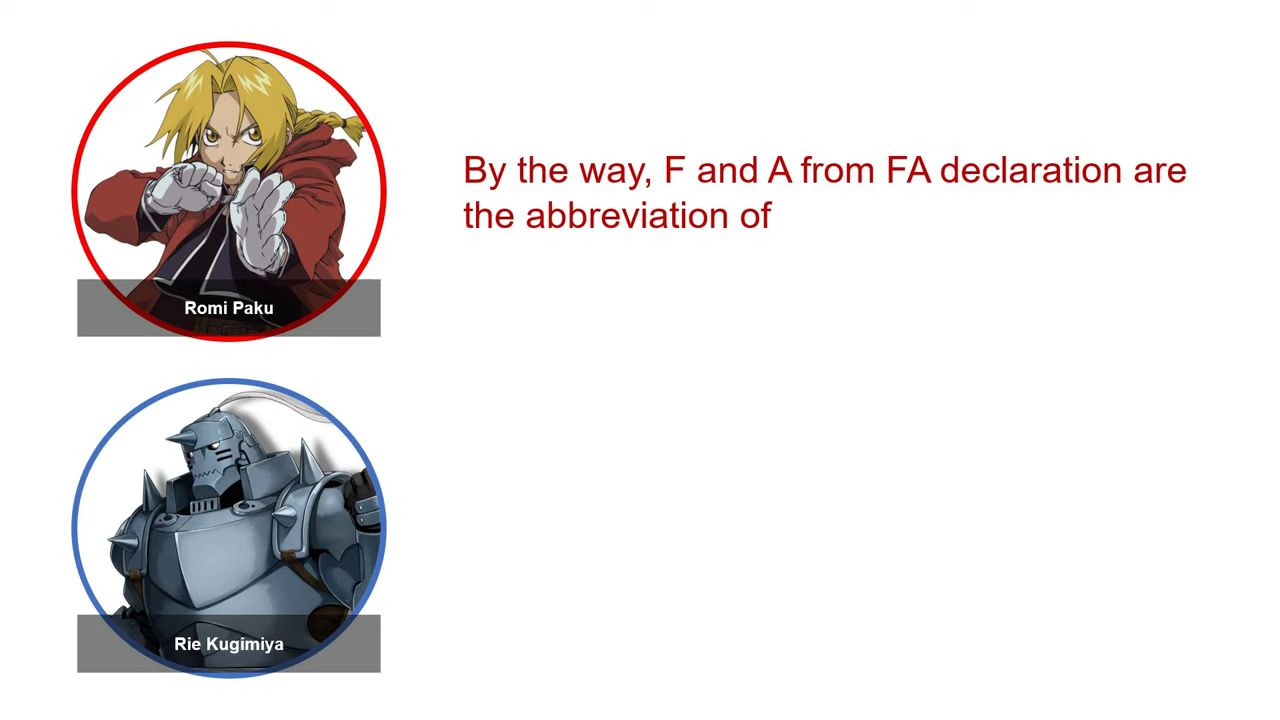 By the way, F and A from FA declaration are
the abbreviation of
Romi Paku
Rie Kugimiya